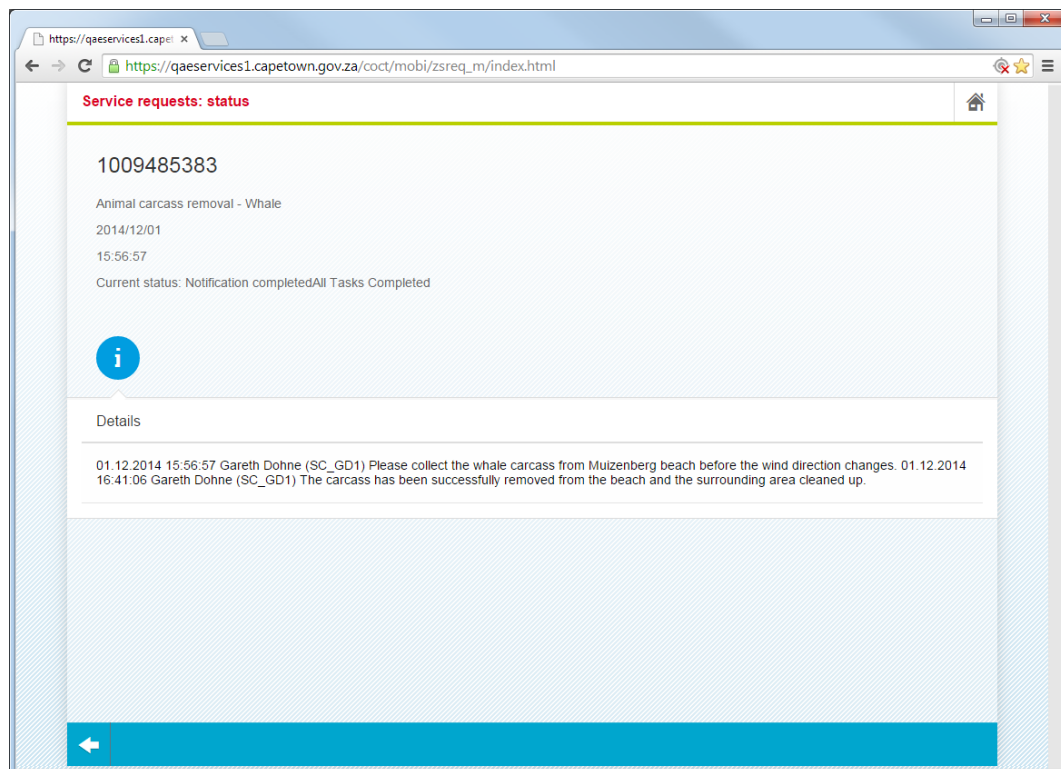 https://qaeservices1.cape
https://qaeservices1.capetown.gov.za/coct/mobi/zsreq_m/index.html
Service requests: status
1009485383
Animal carcass removal - Whale
2014/12/01
15:56:57
Current status: Notification completedAll Tasks Completed
i
Details
01.12.2014 15:56:57 Gareth Dohne (SC_GD1) Please collect the whale carcass from Muizenberg beach before the wind direction changes. 01.12.2014
16:41:06 Gareth Dohne (SC_GD1) The carcass has been successfully removed from the beach and the surrounding area cleaned up.